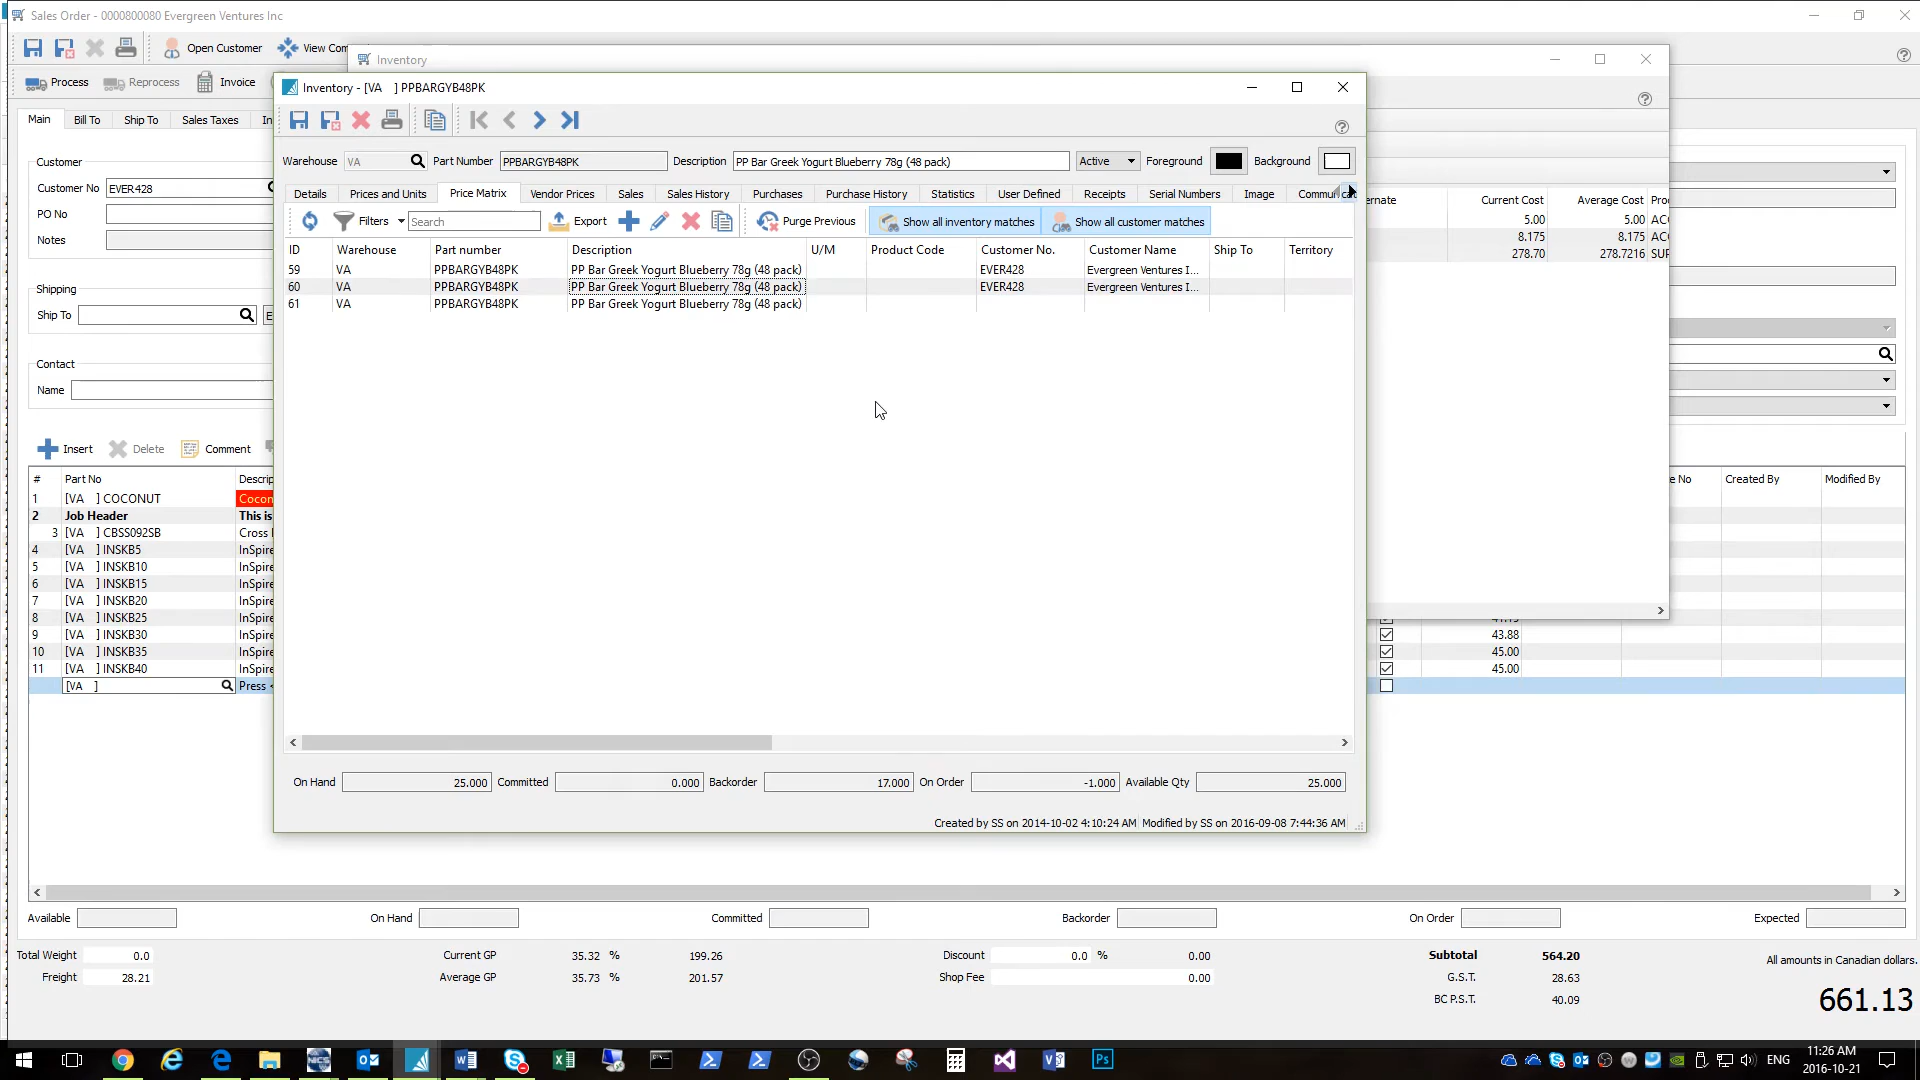 Sales Order - 0000800080 Evergreen Ventures Inc
Open Customer
Process
Reprocess
Invoice
Main
Bill To
Ship To
Sales Taxes
Customer
Customer No EVER428
PO No
Notes
Shipping
Ship To
Contact
Name
Inventory
Inventory - [VA ] PPBARGYB48PK
Warehouse VA Part Number PPBARGYB48PK Description PP Bar Greek Yogurt Blueberry 78g (48 pack) Active Foreground Background
Details Prices and Units Price Matrix Vendor Prices Sales Sales History Purchases Purchase History Statistics User Defined Receipts Serial Numbers Image
Filters Search Export Purge Previous Show all inventory matches Show all customer matches
ID Warehouse Part number Description U/M Product Code Customer No. Customer Name Ship To Territory
59 VA PPBARGYB48PK PP Bar Greek Yogurt Blueberry 78g (48 pack) EVER428 Evergreen Ventures I...
60 VA PPBARGYB48PK PP Bar Greek Yogurt Blueberry 78g (48 pack) EVER428 Evergreen Ventures I...
61 VA PPBARGYB48PK PP Bar Greek Yogurt Blueberry 78g (48 pack)
On Hand 25.000 Committed 0.000 Backorder 17.000 On Order -1.000 Available Qty 25.000
Created by SS on 2014-10-02 4:10:24 AM Modified by SS on 2016-09-08 7:44:36 AM
Current Cost Average Cost
5.00 5.00
8.175 8.175
278.70 278.7216
Insert Delete Comment
# Part No
Created By Modified By
1 [VA ] COCONUT
2 Job Header This is
3 [VA ] CBSS092SB Cross
4 [VA ] INSKB5 InSpire
5 [VA ] INSKB10 InSpire
6 [VA ] INSKB15 InSpire
7 [VA ] INSKB20 InSpire
8 [VA ] INSKB25 InSpire
9 [VA ] INSKB30 InSpire 43.88
10 [VA ] INSKB35 InSpire 45.00
11 [VA ] INSKB40 InSpire 45.00
[VA ] Press
Available On Hand Committed Backorder On Order Expected
Total Weight 0.0 Current GP 35.32 % 199.26 Discount 0.0 % 0.00 Subtotal 564.20 All amounts in Canadian dollars.
Freight 28.21 Average GP 35.73 % 201.57 Shop Fee 0.00 G.S.T. 28.63
BC P.S.T. 40.09 661.13
ENG 11:26 AM
2016-10-21